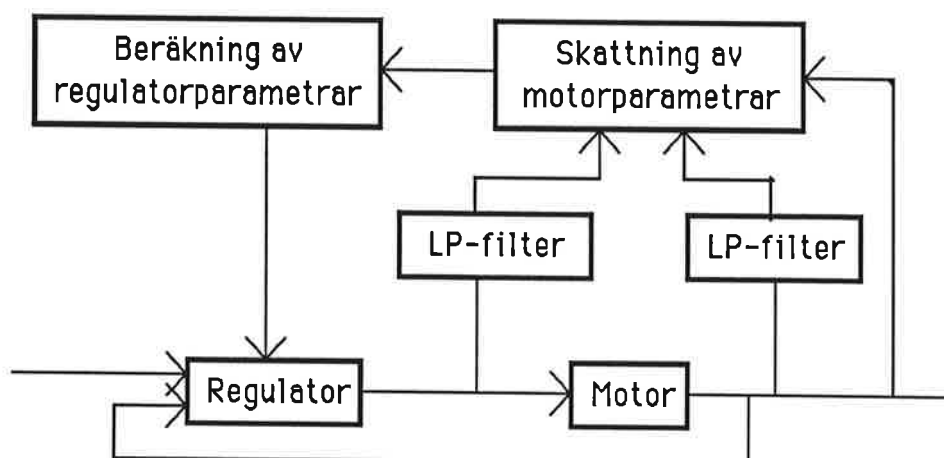 Beräkning av
regulatorparametrar
Skattning av
motorparametrar
LP-filter
LP-filter
Regulator
Motor